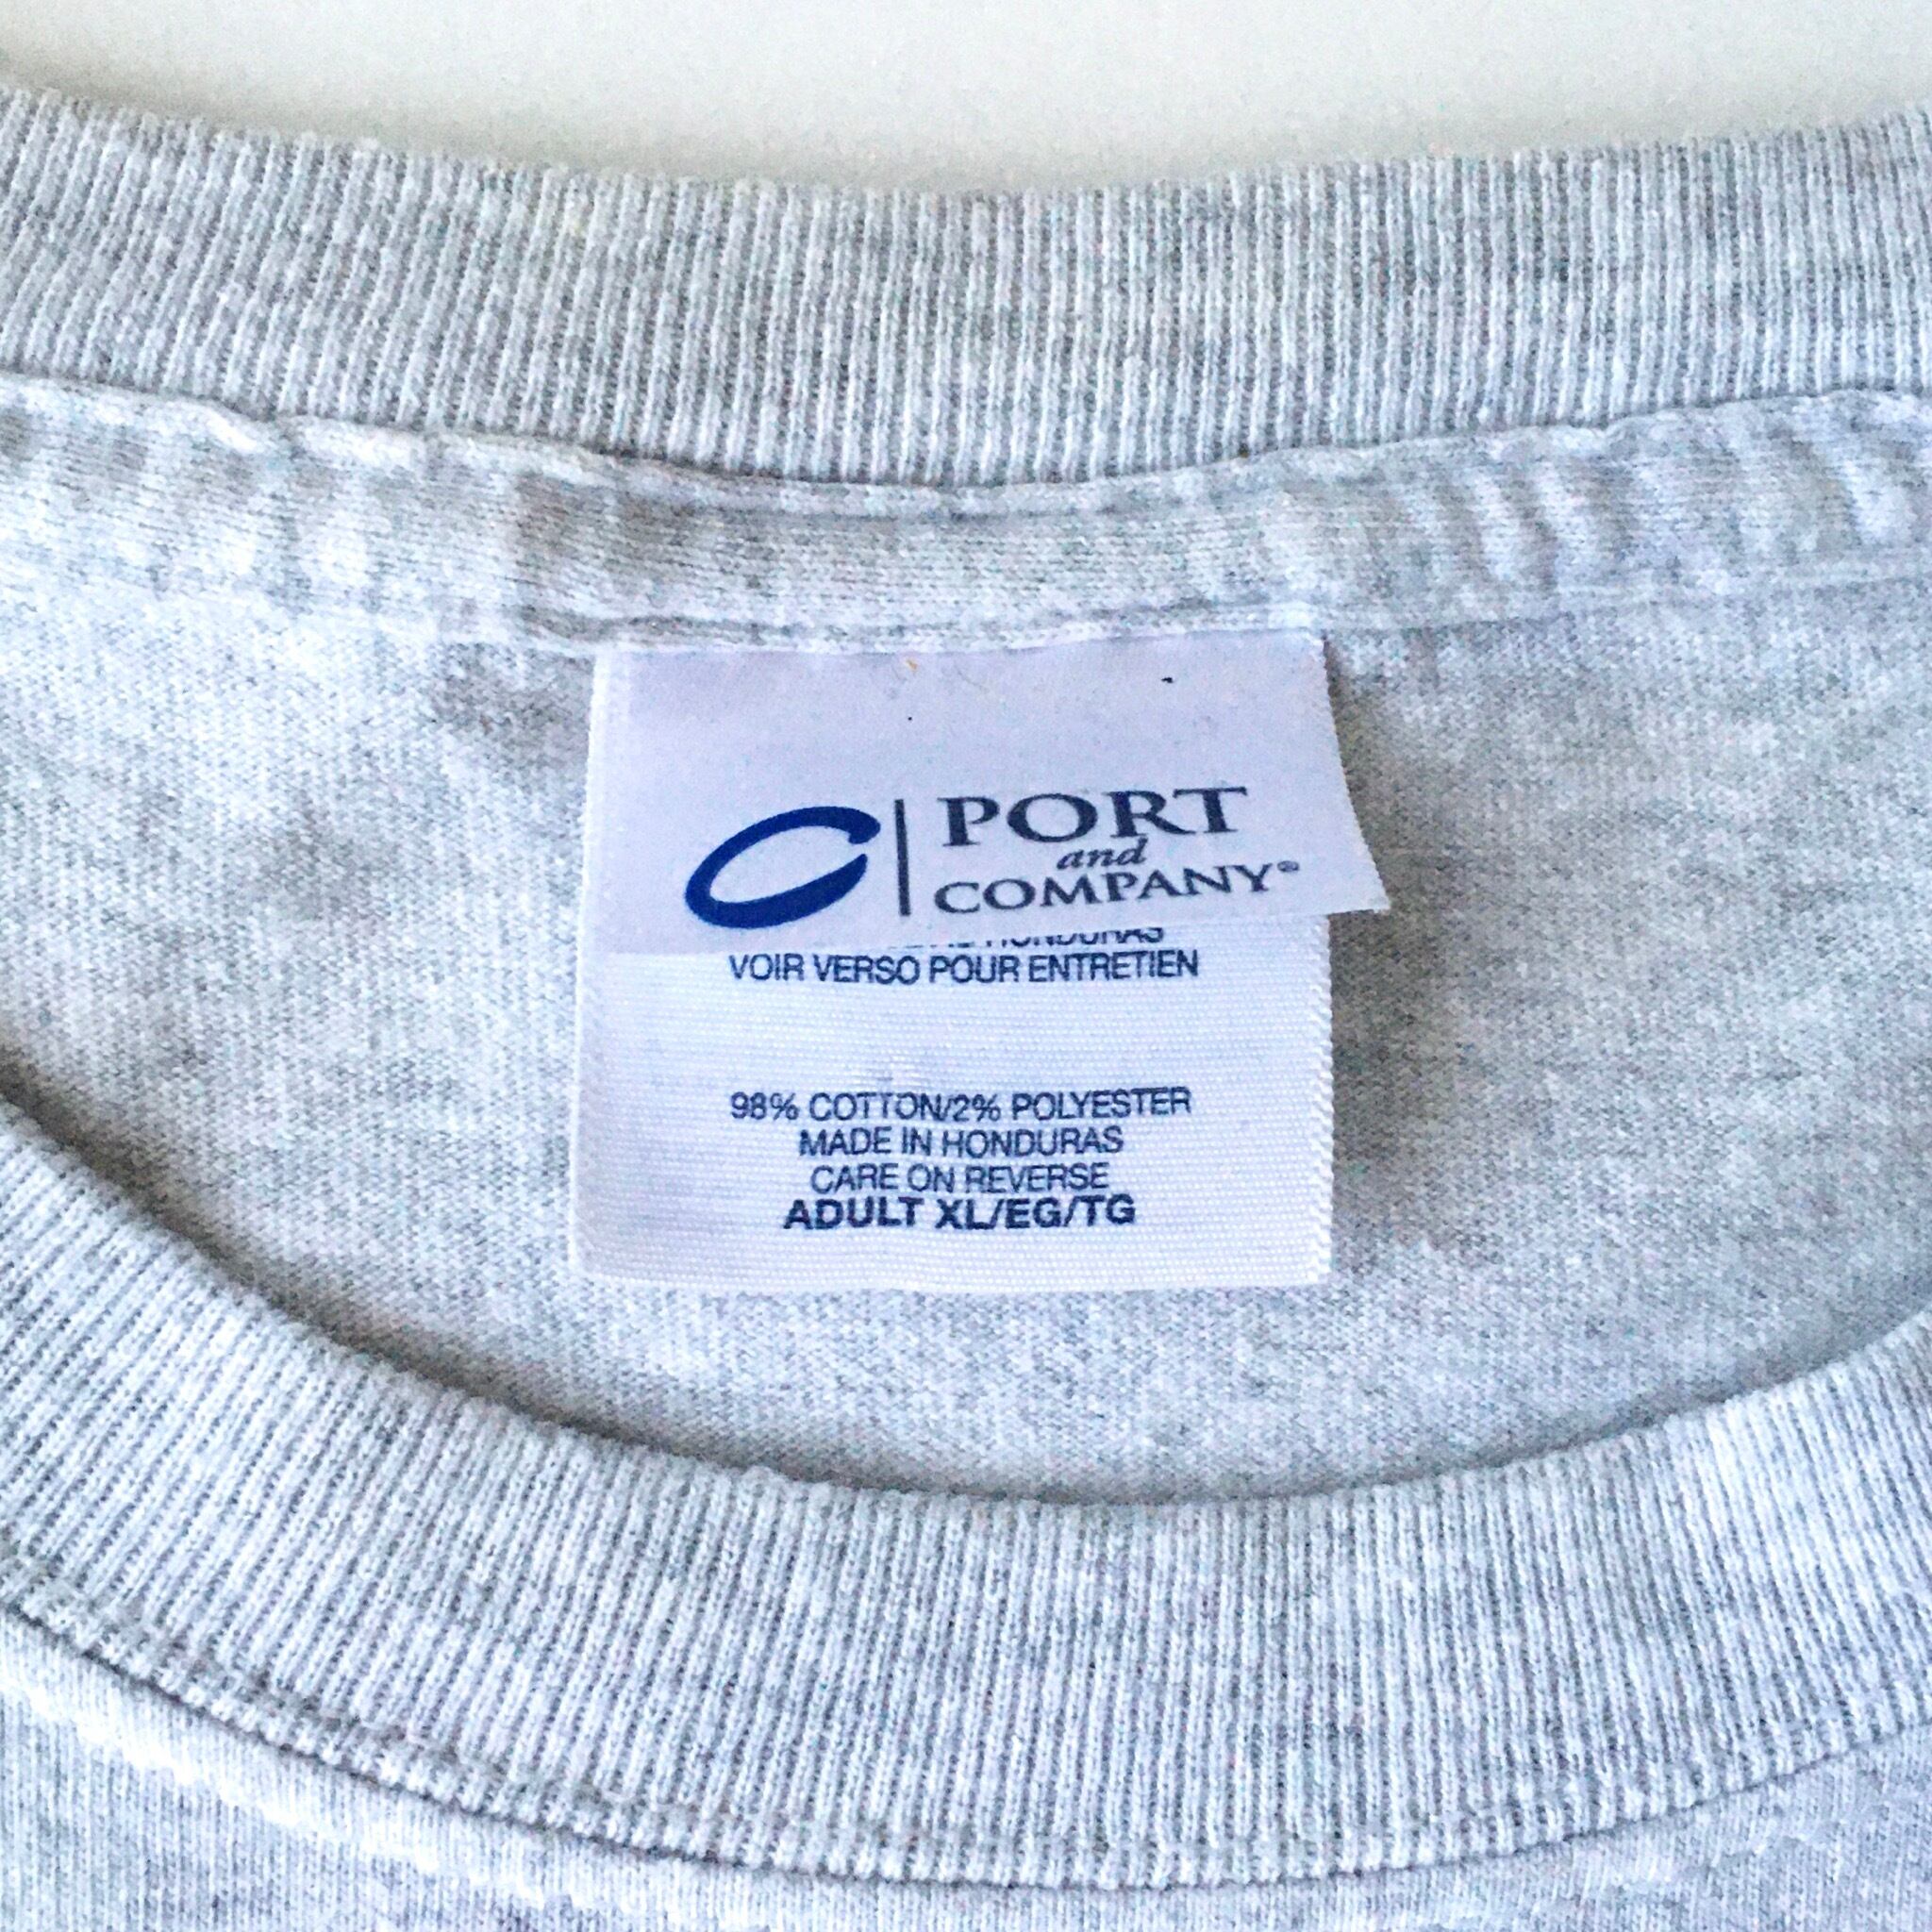 PORT
and
COMPANY®
HONDURAS
VOIR VERSO POUR ENTRETIEN
98% COTTON/2% POLYESTER
MADE IN HONDURAS
CARE ON REVERSE
ADULT XL/EG/TG